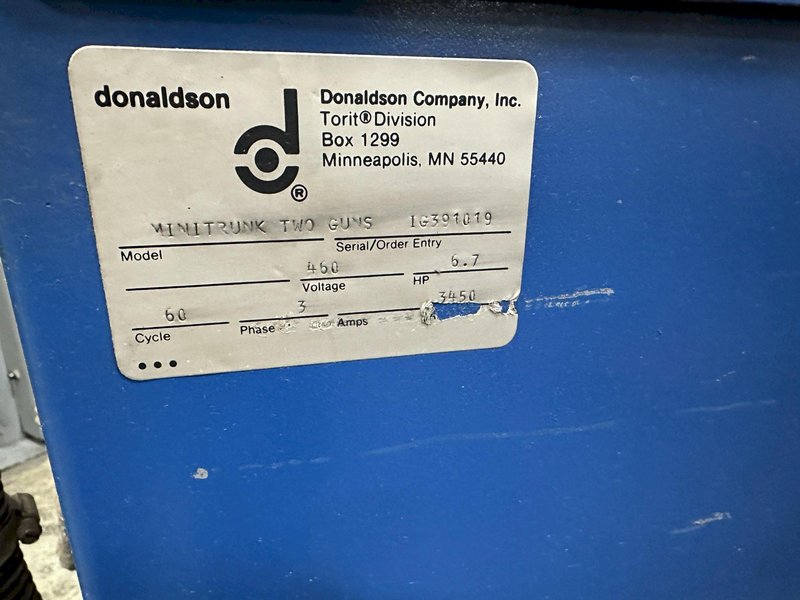 donaldson
Donaldson Company, Inc.
Torit® Division
Box 1299
Minneapolis, MN 55440
d
®
MINITRUNK TWO GUNS IG391019
Model Serial/Order Entry
460 6.7
Voltage HP
60 3 3450
Cycle Phase Amps